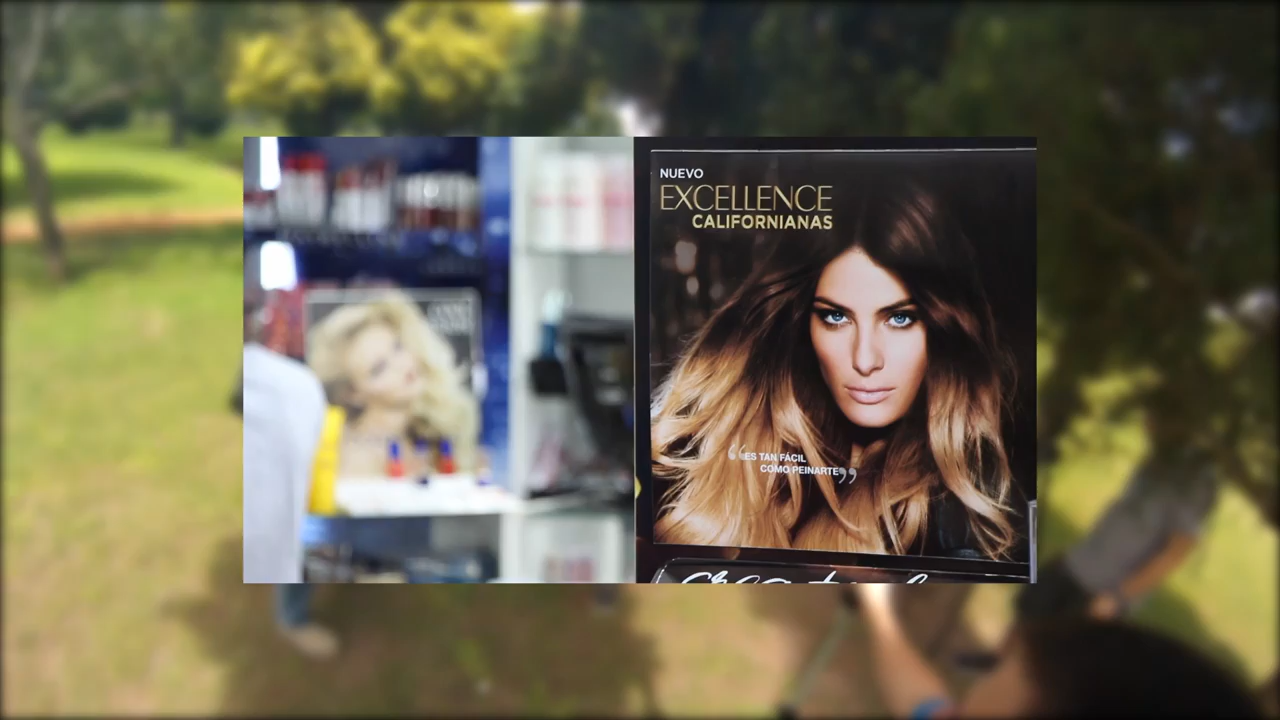 NUEVO
EXCELLENCE
CALIFORNIANAS
“ES TAN FÁCIL
COMO PEINARTE”